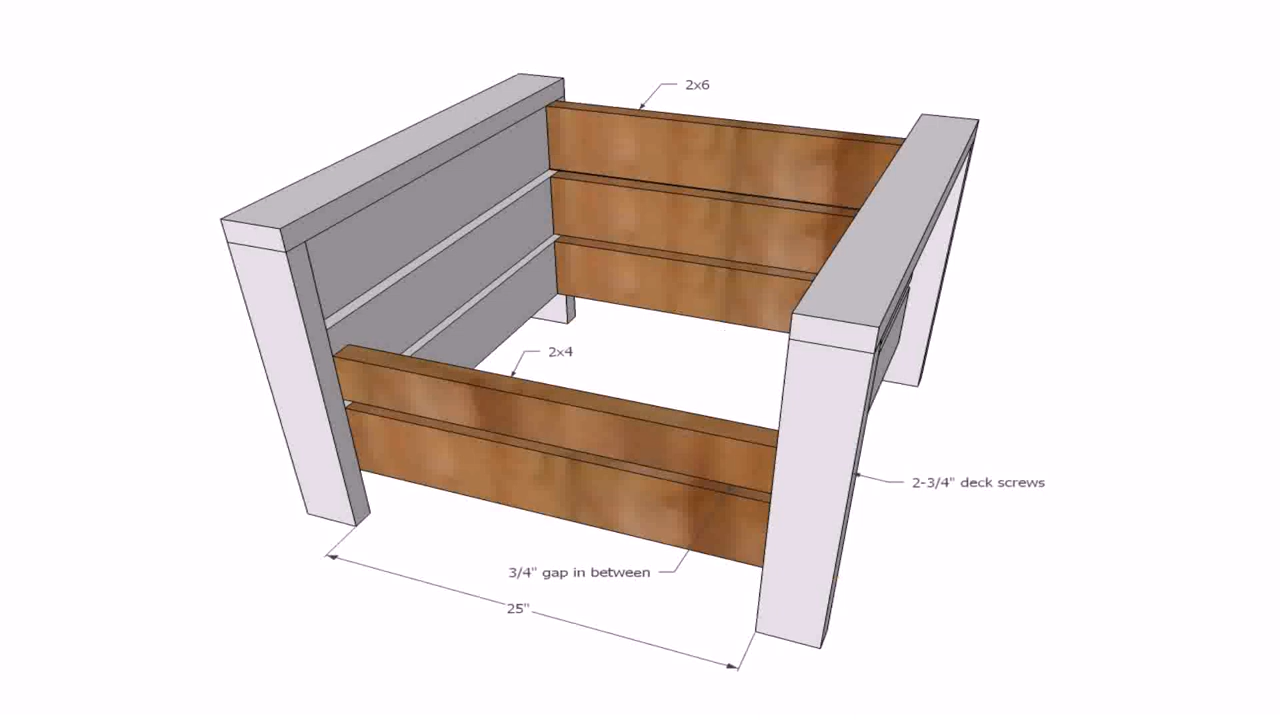 2x6
2x4
2-3/4" deck screws
3/4" gap in between
25"